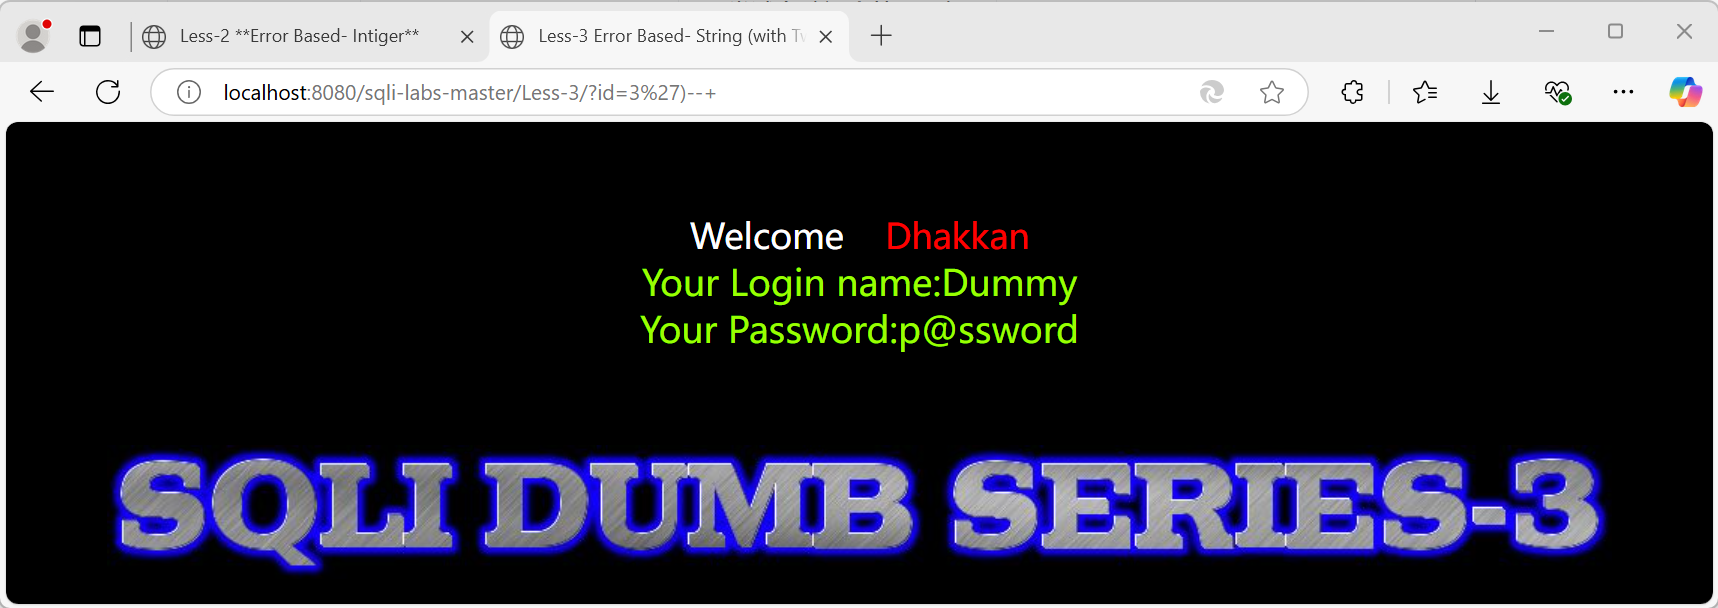 Less-2 **Error Based- Intiger**
Less-3 Error Based- String (with Tw
localhost:8080/sqli-labs-master/Less-3/?id=3%27)--+
Welcome Dhakkan
Your Login name:Dummy
Your Password:p@ssword
SQLI DUMB SERIES-3